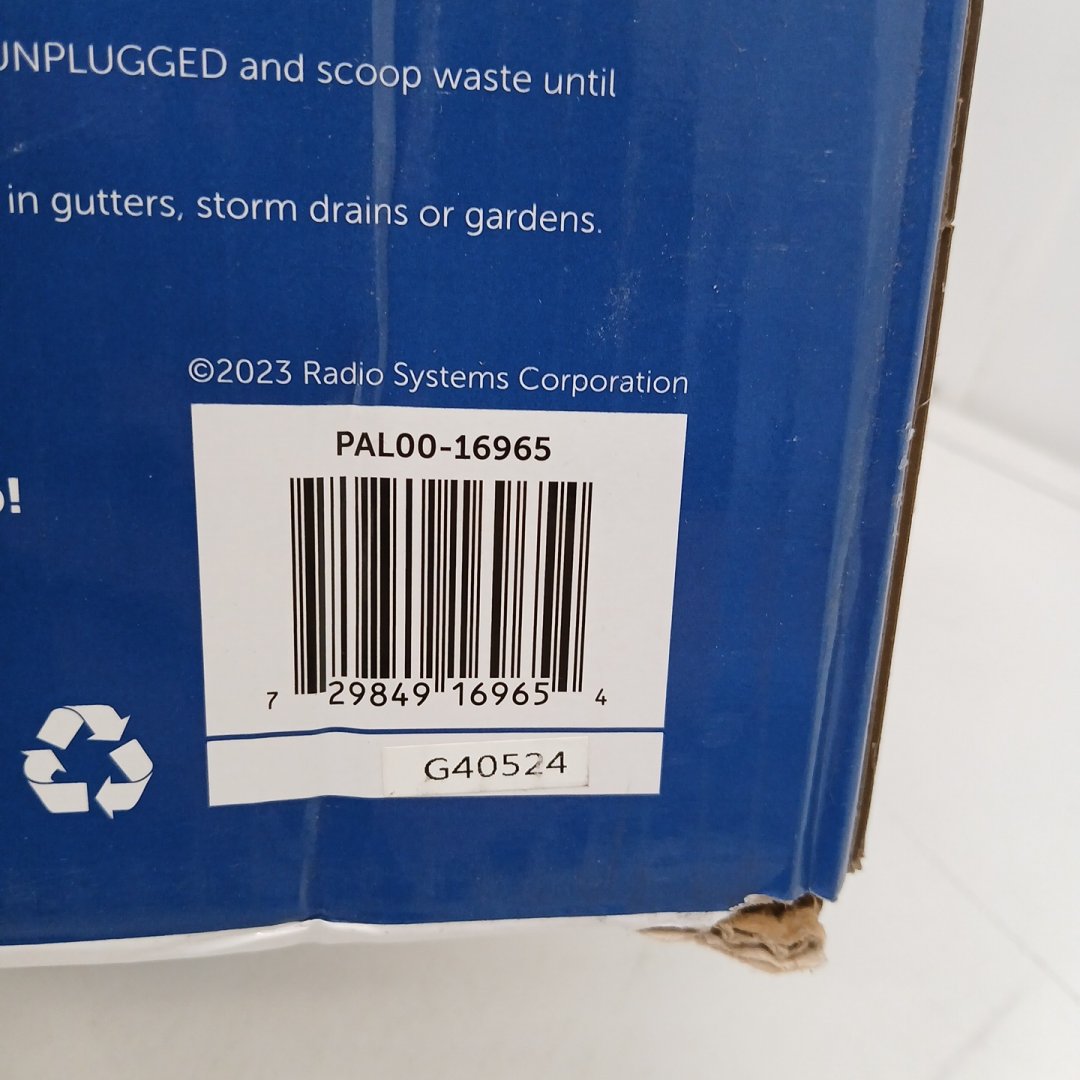 UNPLUGGED and scoop waste until
in gutters, storm drains or gardens.
©2023 Radio Systems Corporation
PAL00-16965
!
7 29849 16965 4
G40524